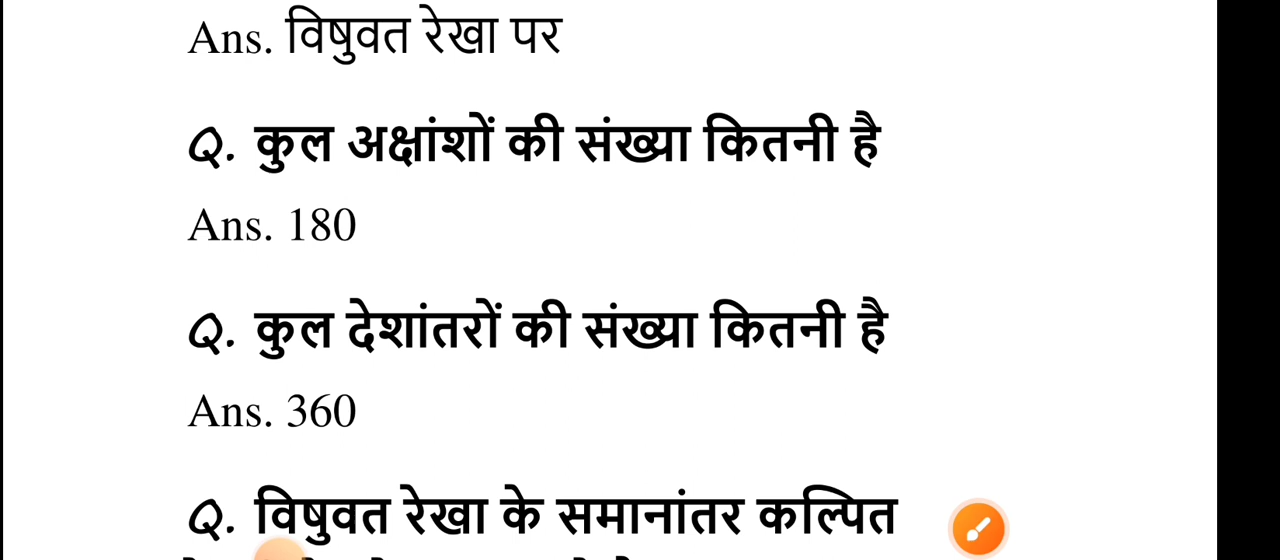 Ans. विषुवत रेखा पर
Q. कुल अक्षांशों की संख्या कितनी है
Ans. 180
Q. कुल देशांतरों की संख्या कितनी है
Ans. 360
Q. विषुवत रेखा के समानांतर कल्पित